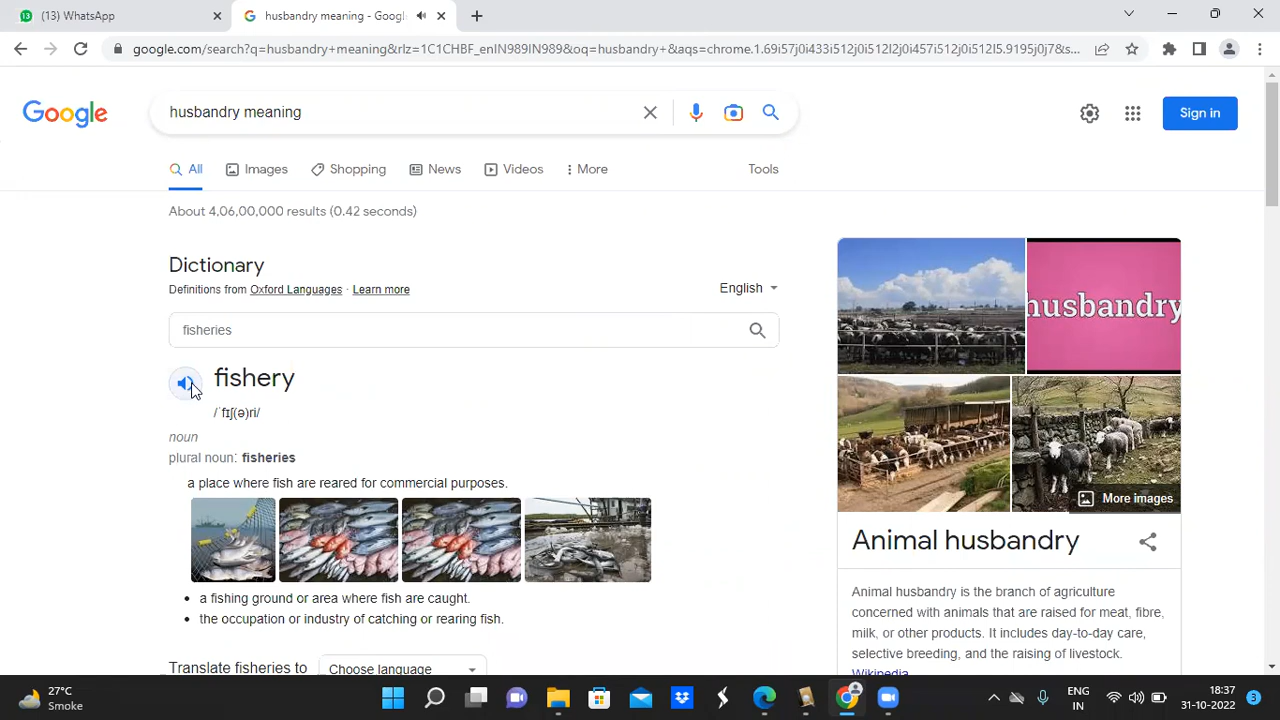 (13) WhatsApp
husbandry meaning - Google
google.com/search?q=husbandry+meaning&rlz=1C1CHBF_enIN989IN989&oq=husbandry+&aqs=chrome.1.69i57j0i433i512j0i512l2j0i457i512j0i512l5.9195j0j7&s...
Google
husbandry meaning
Sign in
All
Images
Shopping
News
Videos
More
Tools
About 4,06,00,000 results (0.42 seconds)
Dictionary
Definitions from Oxford Languages · Learn more
English
fisheries
fishery
/ˈfɪʃ(ə)ri/
noun
plural noun: fisheries
a place where fish are reared for commercial purposes.
• a fishing ground or area where fish are caught.
• the occupation or industry of catching or rearing fish.
Translate fisheries to
Choose language
husbandry
More images
Animal husbandry
Animal husbandry is the branch of agriculture
concerned with animals that are raised for meat, fibre,
milk, or other products. It includes day-to-day care,
selective breeding, and the raising of livestock.
Wikipedia
27°C
Smoke
ENG
IN
18:37
31-10-2022
3